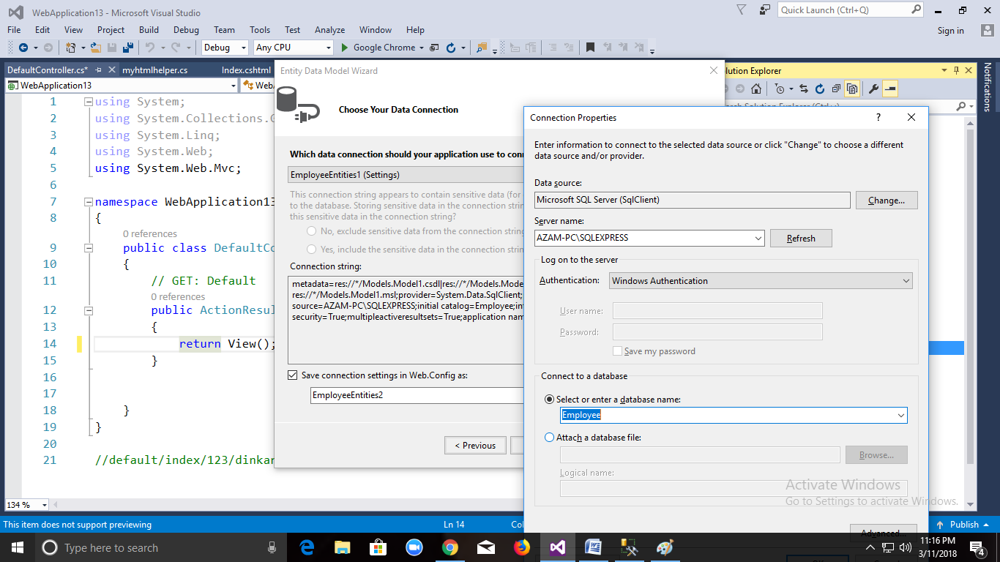 WebApplication13 - Microsoft Visual Studio
Quick Launch (Ctrl+Q)
File Edit View Project Build Debug Team Tools Test Analyze Window Help
Sign in
Debug Any CPU Google Chrome
DefaultController.cs* myhtmlhelper.cs Index.cshtml
WebApplication13
1 using System;
2 using System.Collections.
3 using System.Linq;
4 using System.Web;
5 using System.Web.Mvc;
6
7 namespace WebApplication13
8 {
0 references
9 public class
10 {
11 // GET: Default
0 references
12 public
13 {
14 return View();
15 }
16
17
18 }
19 }
20
21 //default/index/123/dinkar
134 %
Entity Data Model Wizard
Choose Your Data Connection
Which data connection should your application use to
EmployeeEntities1 (Settings)
This connection string appears to contain sensitive data (for
to the database. Storing sensitive data in the connection
this sensitive data in the connection string?
No, exclude sensitive data from the connection
Yes, include the sensitive data in the connection
Connection string:
metadata=res://*/Models.Model1.csdl|res://*/Models.
res://*/Models.Model1.msl;provider=System.Data.SqlClient;
source=AZAM-PC\SQLEXPRESS;initial catalog=Employee;
security=True;multipleactiveresultsets=True;application
Save connection settings in Web.Config as:
EmployeeEntities2
< Previous
Explorer
Notifications
Connection Properties
?
Enter information to connect to the selected data source or click "Change" to choose a different
data source and/or provider.
Data source:
Microsoft SQL Server (SqlClient)
Change...
Server name:
AZAM-PC\SQLEXPRESS
Refresh
Log on to the server
Authentication: Windows Authentication
User name:
Password:
Save my password
Connect to a database
Select or enter a database name:
Employee
Attach a database file:
Browse...
Logical name:
Advanced...
Activate Windows
Go to Settings to activate Windows.
This item does not support previewing
Ln 14
Publish
Type here to search
11:16 PM
3/11/2018
4